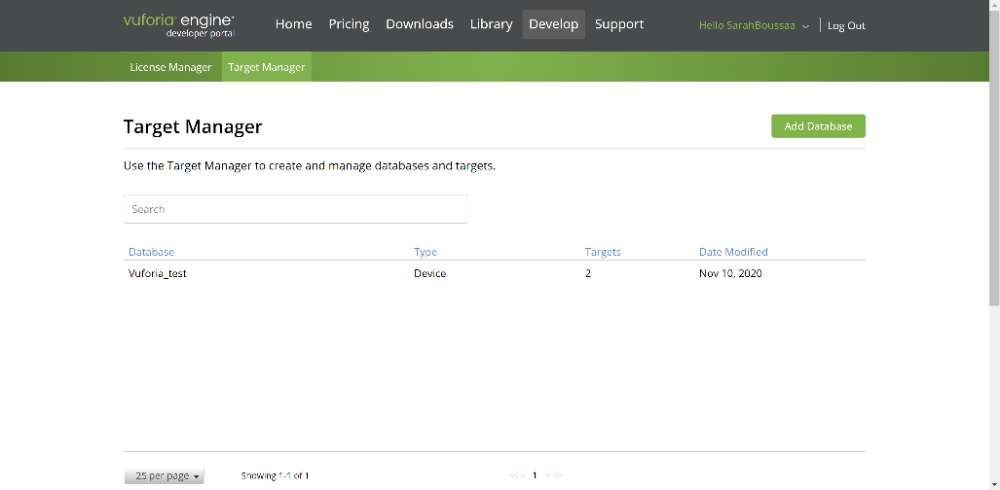 vuforia engine™
developer portal
Home Pricing Downloads Library Develop Support
Hello SarahBoussaa Log Out
License Manager Target Manager
Target Manager
Add Database
Use the Target Manager to create and manage databases and targets.
Search
Database Type Targets Date Modified
Vuforia_test Device 2 Nov 10, 2020
25 per page Showing 1-1 of 1 << < 1 > >>